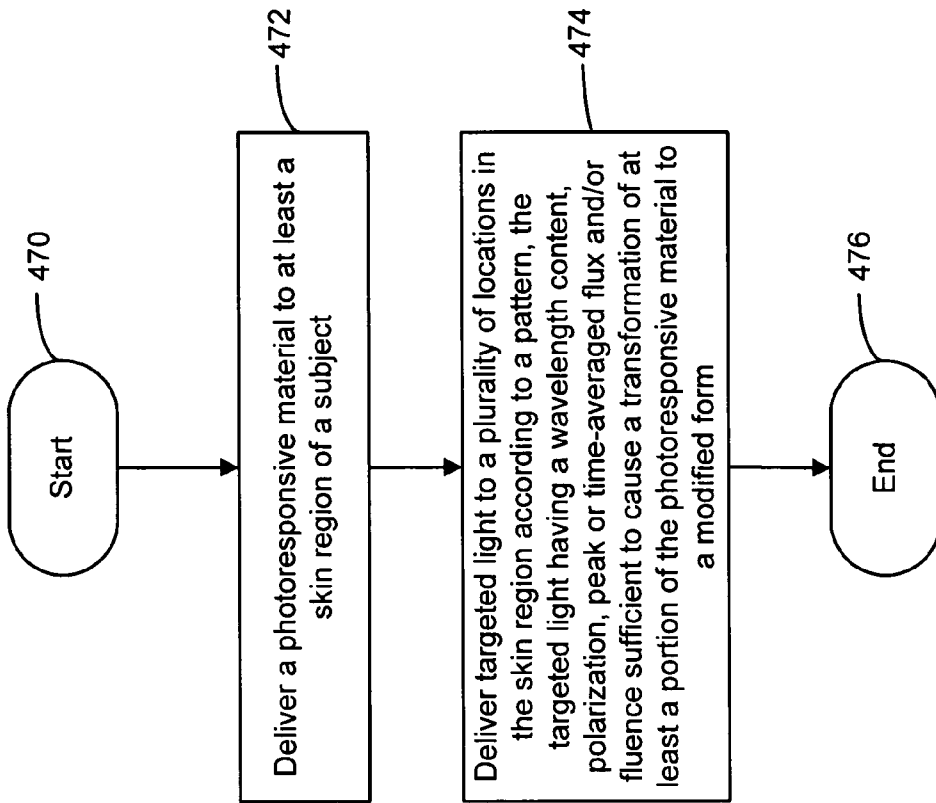 470
Start
472
Deliver a photoresponsive material to at least a
skin region of a subject
474
Deliver targeted light to a plurality of locations in
the skin region according to a pattern, the
targeted light having a wavelength content,
polarization, peak or time-averaged flux and/or
fluence sufficient to cause a transformation of at
least a portion of the photoresponsive material to
a modified form
476
End